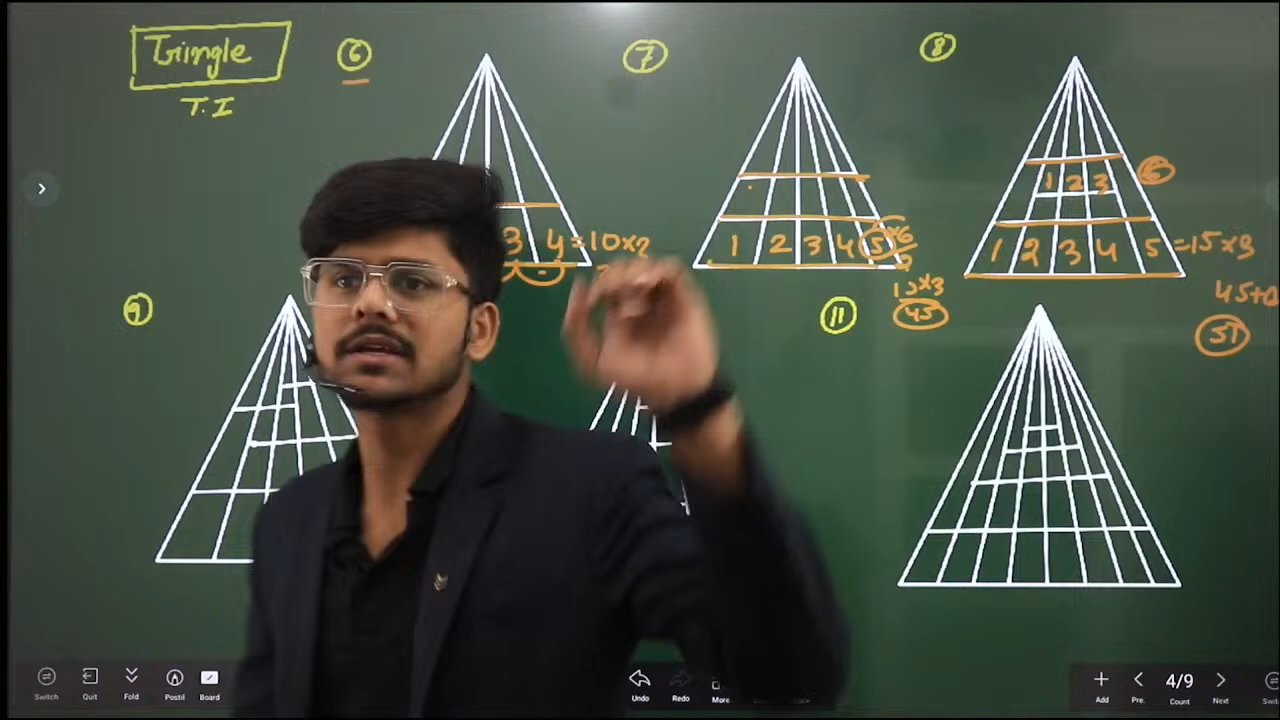 Tringle
T.I
6
7
8
1 2 3
6
3 4 = 10×2
1 2 3 4 5
×6
2
1 2 3 4 5 = 15×3
15×3
45
45+
51
9
11
Switch
Quit
Fold
Postil
Board
Undo
Redo
More
Add
Pre.
4/9
Count
Next